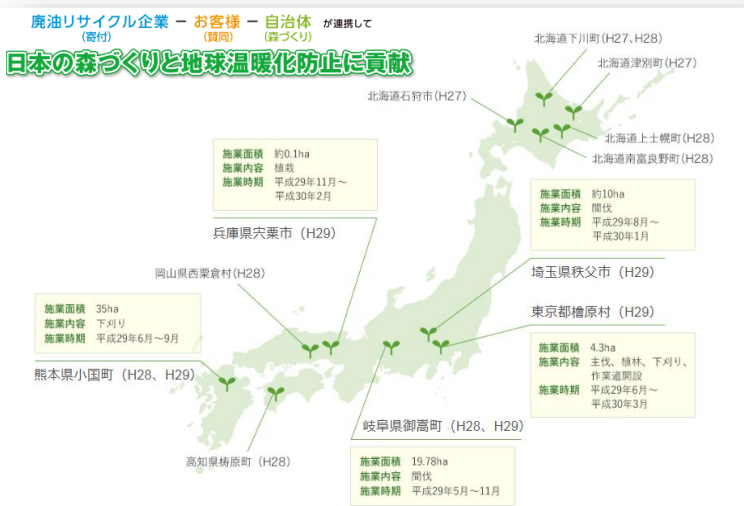 廃油リサイクル企業 － お客様 － 自治体 が連携して
(寄付) (賛同) (森づくり)
日本の森づくりと地球温暖化防止に貢献
北海道下川町(H27、H28)
北海道津別町(H27)
北海道石狩市(H27)
北海道上士幌町(H28)
北海道南富良野町(H28)
施業面積 約0.1ha
施業内容 植栽
施業時期 平成29年11月～
平成30年2月
兵庫県宍粟市（H29）
施業面積 約10ha
施業内容 間伐
施業時期 平成29年8月～
平成30年1月
埼玉県秩父市（H29）
岡山県西粟倉村(H28)
東京都檜原村（H29）
施業面積 4.3ha
施業内容 主伐、植林、下刈り、
作業道開設
施業時期 平成29年6月～
平成30年3月
施業面積 35ha
施業内容 下刈り
施業時期 平成29年6月～9月
熊本県小国町（H28、H29）
岐阜県御嵩町（H28、H29）
施業面積 19.78ha
施業内容 間伐
施業時期 平成29年5月～11月
高知県梼原町（H28）